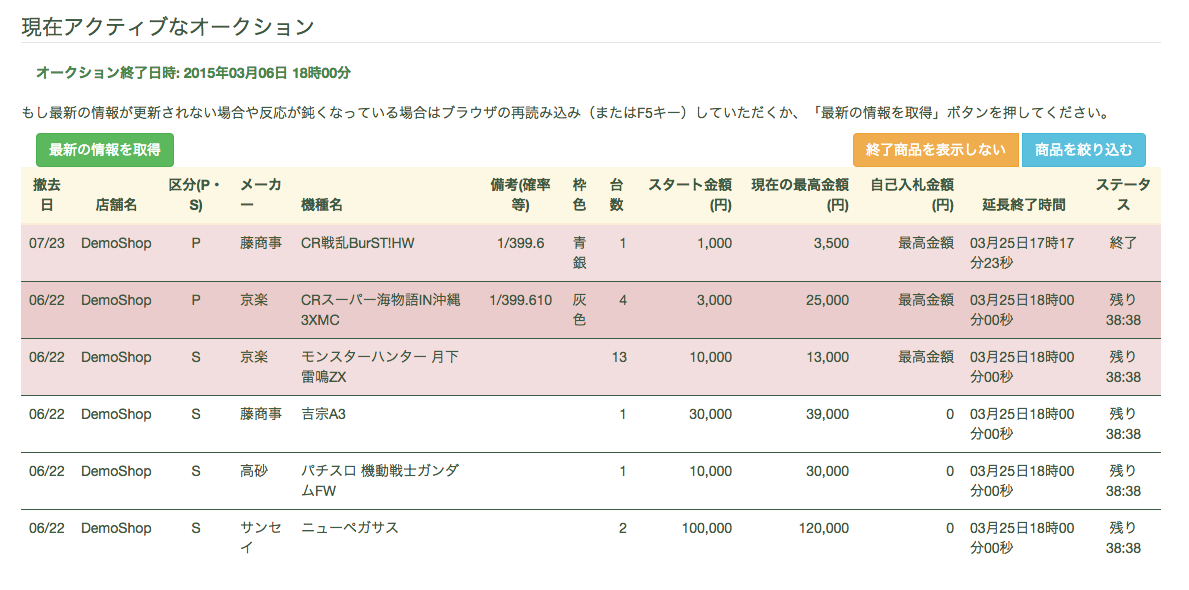 現在アクティブなオークション
オークション終了日時: 2015年03月06日 18時00分
もし最新の情報が更新されない場合や反応が鈍くなっている場合はブラウザの再読み込み（またはF5キー）していただくか、「最新の情報を取得」ボタンを押してください。
最新の情報を取得 終了商品を表示しない 商品を絞り込む
撤去 区分(P・ メーカ 備考(確率 枠 台 スタート金額 現在の最高金額 自己入札金額 ステータ
日 店舗名 S) ー 機種名 等) 色 数 (円) (円) (円) 延長終了時間 ス
07/23 DemoShop P 藤商事 CR戦乱BurST!HW 1/399.6 青 1 1,000 3,500 最高金額 03月25日17時17 終了
銀 分23秒
06/22 DemoShop P 京楽 CRスーパー海物語IN沖縄 1/399.610 灰 4 3,000 25,000 最高金額 03月25日18時00 残り
3XMC 色 分00秒 38:38
06/22 DemoShop S 京楽 モンスターハンター 月下 13 10,000 13,000 最高金額 03月25日18時00 残り
雷鳴ZX 分00秒 38:38
06/22 DemoShop S 藤商事 吉宗A3 1 30,000 39,000 0 03月25日18時00 残り
分00秒 38:38
06/22 DemoShop S 高砂 パチスロ 機動戦士ガンダ 1 10,000 30,000 0 03月25日18時00 残り
ムFW 分00秒 38:38
06/22 DemoShop S サンセ ニューペガサス 2 100,000 120,000 0 03月25日18時00 残り
イ 分00秒 38:38